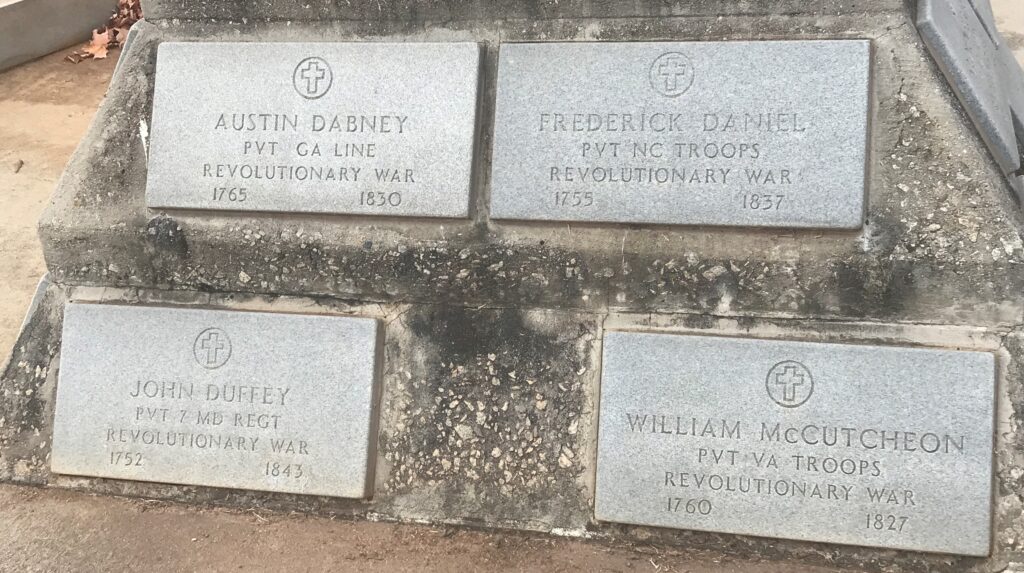 AUSTIN DABNEY
PVT GA LINE
REVOLUTIONARY WAR
1765 1830
FREDERICK DANIEL
PVT NC TROOPS
REVOLUTIONARY WAR
1755 1837
JOHN DUFFEY
PVT 7 MD REGT
REVOLUTIONARY WAR
1752 1843
WILLIAM McCUTCHEON
PVT VA TROOPS
REVOLUTIONARY WAR
1760 1827